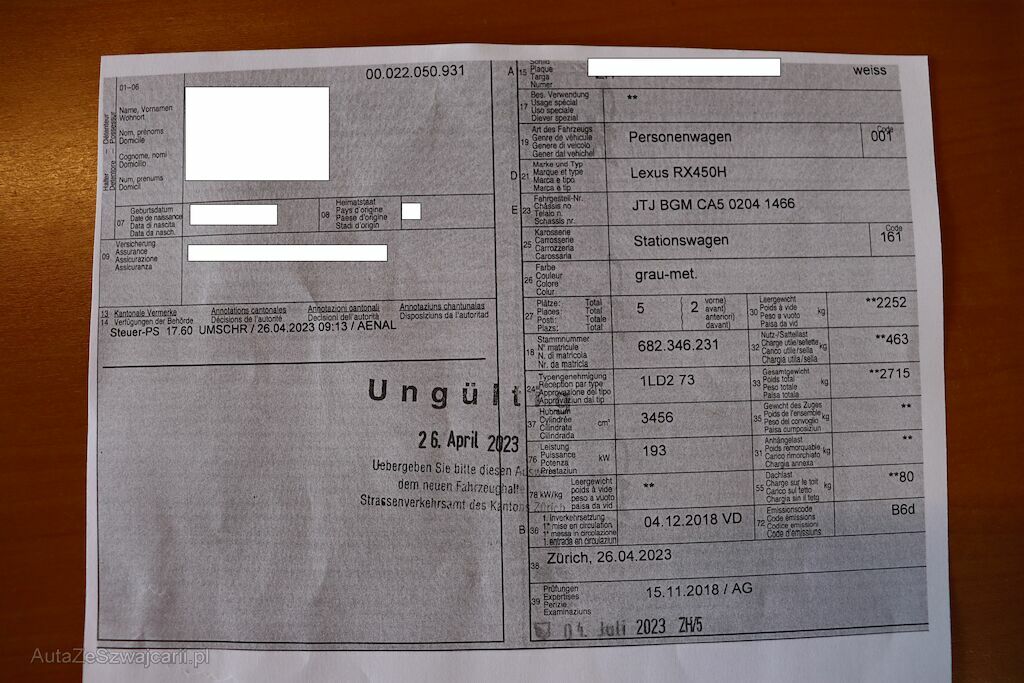 00.022.050.931
01-06
Name, Vornamen
Wohnort
Nom, prénoms
Domicile
Cognome, nomi
Domicilio
Num, prenums
Domicil
07
Geburtsdatum
Date de naissance
Data di nascita
Data da nasch.
08
Heimatstaat
Pays d'origine
Paese d'origine
Stadi d'origin
09
Versicherung
Assurance
Assicurazione
Assicuranza
13 Kantonale Vermerke
14 Verfügungen der Behörde
Annotations cantonales
Décisions de l'autorité
Annotazioni cantonali
Decisioni dell'autorità
Annotaziuns chantunalas
Disposiziuns da l'autoritad
Steuer-PS 17.60 UMSCHR / 26.04.2023 09:13 / AENAL
26. April 2023
Uebergeben Sie bitte diesen
dem neuen Fahrzeughalt
Strassenverkehrsamt des Kantons Zürich
A 15
Schild
Plaque
Targa
Numer
weiss
17
Bes. Verwendung
Usage spécial
Uso speciale
Diever spezial
**
19
Art des Fahrzeugs
Genre de véhicule
Genere di veicolo
Gener dal vehichel
Personenwagen
Code
001
D 21
Marke und Typ
Marque et type
Marca e tipo
Marca e tip
Lexus RX450H
E 23
Fahrgestell-Nr.
Châssis no
Telaio n.
Schassis nr.
JTJ BGM CA5 0204 1466
25
Karosserie
Carrosserie
Carrozzeria
Carossaria
Stationswagen
Code
161
26
Farbe
Couleur
Colore
Colur
grau-met.
27
Plätze: Total
Places: Total
Posti: Totale
Plazs: Total
5
2
vorne)
avant)
anteriori)
davant)
30
Leergewicht
Poids à vide
Peso a vuoto
Paisa da vid
kg
**2252
18
Stammnummer
N° matricule
N. di matricola
Nr. da matricla
682.346.231
32
Nutz-/Sattellast
Charge utile/sellette
Carico utile/sella
Chargia utila/sella
kg
**463
24
Typengenehmigung
Réception par type
Approvazione del tipo
Approvaziun dal tip
1LD2 73
33
Gesamtgewicht
Poids total
Peso totale
Paisa totala
kg
**2715
37
Hubraum
Cylindrée
Cilindrata
Cilindrada
cm³
3456
35
Gewicht des Zuges
Poids de l'ensemble
Peso del convoglio
Paisa cumposiziun
kg
**
76
Leistung
Puissance
Potenza
Prestaziun
kW
193
31
Anhängelast
Poids remorquable
Carico rimorchiato
Chargia annexa
kg
**
78 kW/kg
Leergewicht
poids à vide
peso a vuoto
paisa da vid
**
55
Dachlast
Charge sur le toit
Carico sul tetto
Chargia sin il tetg
kg
**80
B 36
1. Inverkehrsetzung
1re mise en circulation
1a messa in circolazione
1. entrada en circulaziun
04.12.2018 VD
72
Emissionscode
Code émissions
Codice emissioni
Code d'emissiuns
B6d
38.
Zürich, 26.04.2023
39
Prüfungen
Expertises
Perizie
Examinaziuns
15.11.2018 / AG
04. Juli 2023 ZH/5
AutaZeSzwajcarii.pl